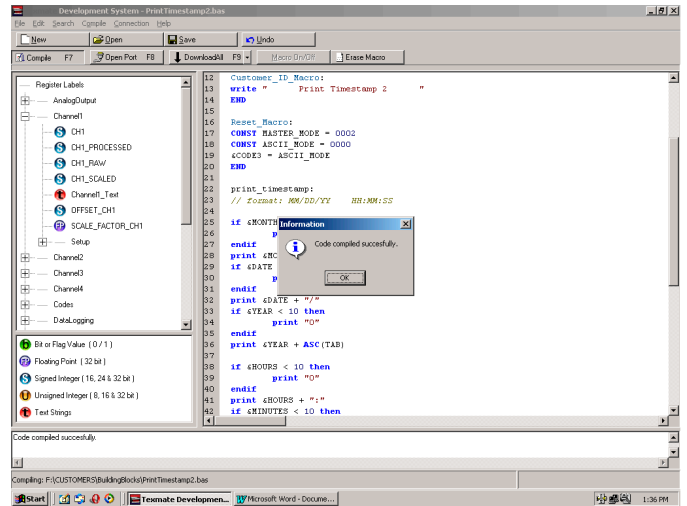 Development System - PrintTimestamp2.bas
File Edit Search Compile Connection Help
New Open Save Undo
Compile F7 Open Port F8 DownloadAll F9 Macro On/Off Erase Macro
Register Labels
AnalogOutput
Channel1
CH1
CH1_PROCESSED
CH1_RAW
CH1_SCALED
Channel1_Text
OFFSET_CH1
SCALE_FACTOR_CH1
Setup
Channel2
Channel3
Channel4
Codes
DataLogging
Bit or Flag Value ( 0 / 1 )
Floating Point ( 32 bit )
Signed Integer ( 16, 24 & 32 bit )
Unsigned Integer ( 8, 16 & 32 bit )
Text Strings
12 Customer_ID_Macro:
13 write " Print Timestamp 2 "
14 END
15
16 Reset_Macro:
17 CONST MASTER_MODE = 0002
18 CONST ASCII_MODE = 0000
19 &CODE3 = ASCII_MODE
20 END
21
22 print_timestamp:
23 // format: MM/DD/YY HH:MM:SS
24
25 if &MONTH
26 p
27 endif
28 print &MO
29 if &DATE
30 p
31 endif
32 print &DATE + "/"
33 if &YEAR < 10 then
34 print "0"
35 endif
36 print &YEAR + ASC(TAB)
37
38 if &HOURS < 10 then
39 print "0"
40 endif
41 print &HOURS + ":"
42 if &MINUTES < 10 then
Information
Code compiled succesfully.
OK
Code compiled succesfully.
Compiling: F:\CUSTOMERS\BuildingBlocks\PrintTimestamp2.bas
Start Texmate Developmen... Microsoft Word - Docume... 1:36 PM